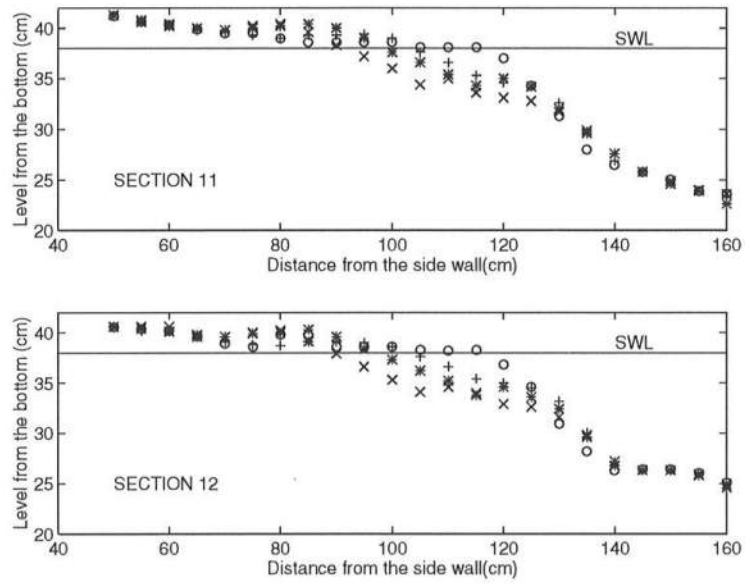 40
35
30
25
20
Level from the bottom (cm)
SWL
SECTION 11
40 60 80 100 120 140 160
Distance from the side wall(cm)
40
35
30
25
20
Level from the bottom (cm)
SWL
SECTION 12
40 60 80 100 120 140 160
Distance from the side wall(cm)